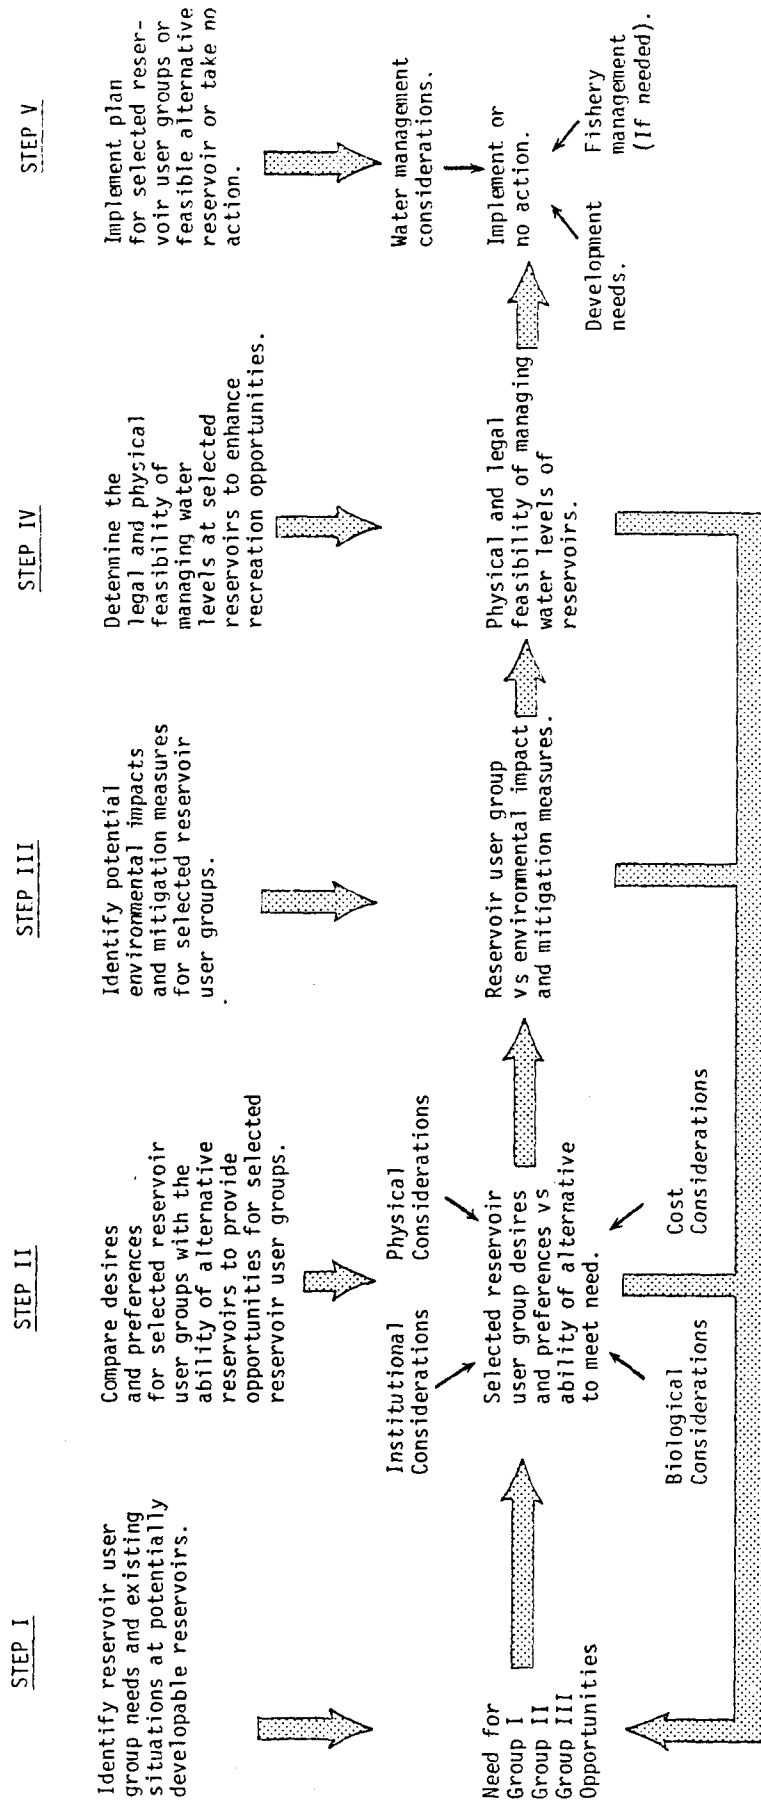 STEP I
Identify reservoir user
group needs and existing
situations at potentially
developable reservoirs.
Need for
Group I
Group II
Group III
Opportunities
STEP II
Compare desires
and preferences
for selected reservoir
user groups with the
ability of alternative
reservoirs to provide
opportunities for selected
reservoir user groups.
Institutional
Considerations
Physical
Considerations
Selected reservoir
user group desires
and preferences vs
ability of alternative
to meet need.
Biological
Considerations
Cost
Considerations
STEP III
Identify potential
environmental impacts
and mitigation measures
for selected reservoir
user groups.
Reservoir user group
vs environmental impact
and mitigation measures.
STEP IV
Determine the
legal and physical
feasibility of
managing water
levels at selected
reservoirs to enhance
recreation opportunities.
Physical and legal
feasibility of managing
water levels of
reservoirs.
STEP V
Implement plan
for selected reser-
voir user groups or
feasible alternative
reservoir or take no
action.
Water management
considerations.
Implement or
no action.
Development
needs.
Fishery
management
(If needed).